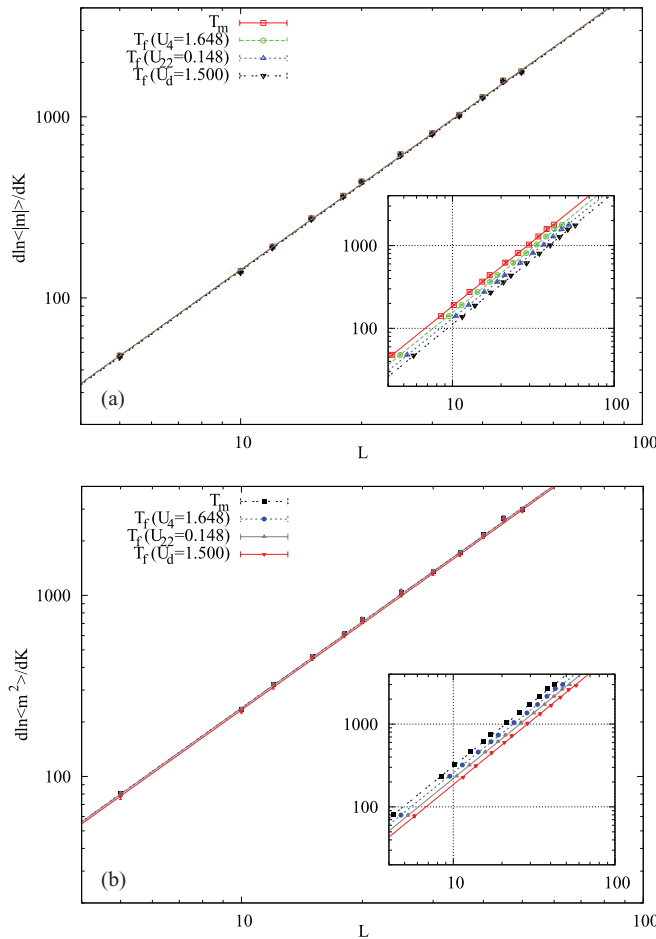 T_m
T_f(U_4=1.648)
T_f(U_22=0.148)
T_f(U_d=1.500)
1000
100
dln<|m|>/dK
1000
100
10
100
(a)
10
100
L
T_m
T_f(U_4=1.648)
T_f(U_22=0.148)
T_f(U_d=1.500)
1000
100
dln<m^2>/dK
1000
100
10
100
(b)
10
100
L